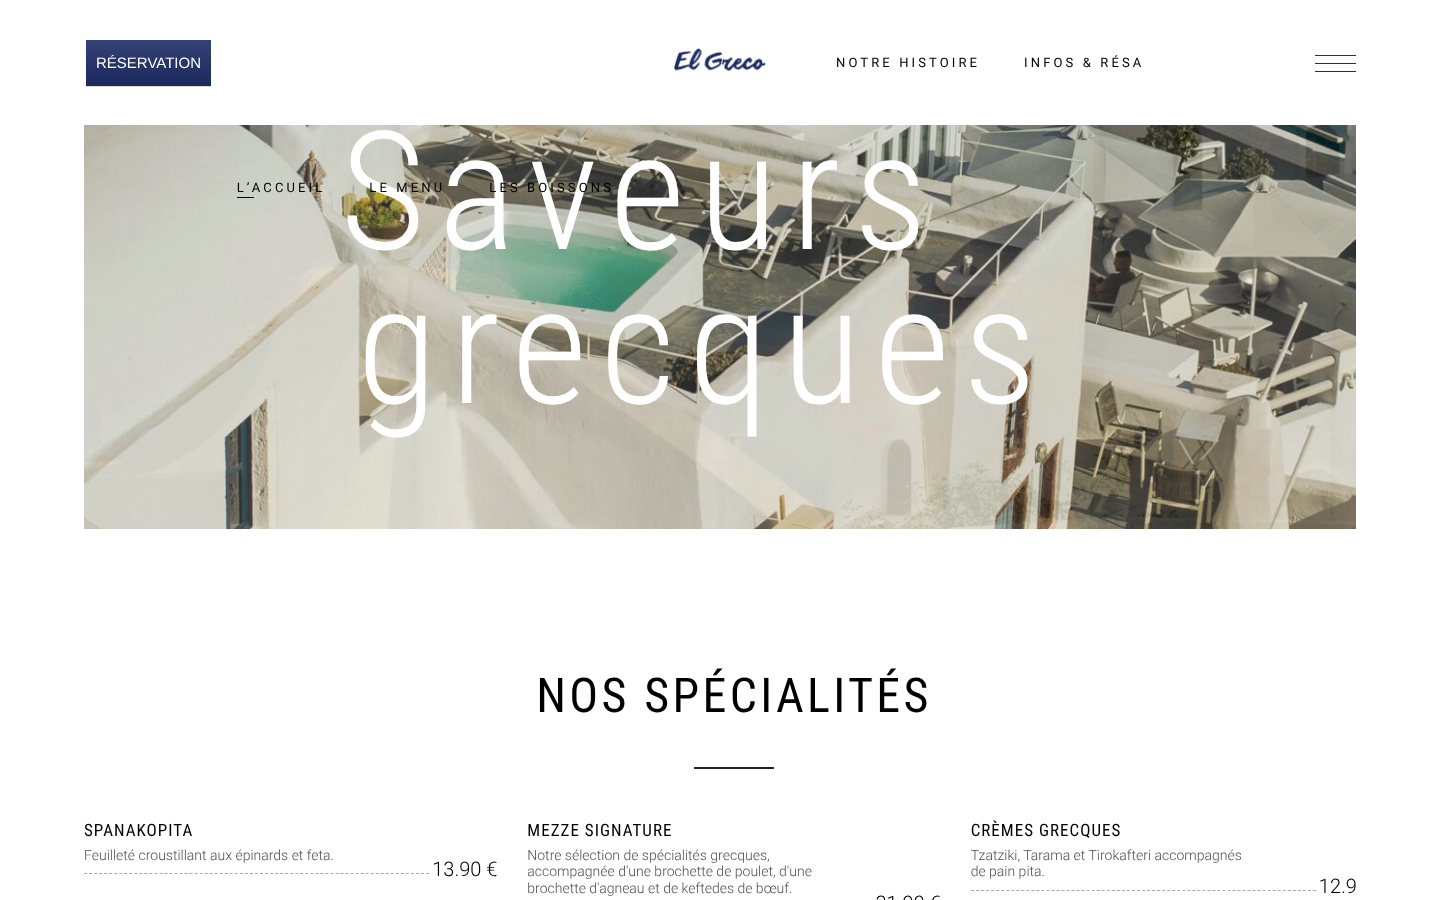 RÉSERVATION
El Greco
NOTRE HISTOIRE
INFOS & RÉSA
L'ACCUEIL
LE MENU
LES BOISSONS
Saveurs
grecques
NOS SPÉCIALITÉS
SPANAKOPITA
Feuilleté croustillant aux épinards et feta.
13.90 €
MEZZE SIGNATURE
Notre sélection de spécialités grecques,
accompagnée d'une brochette de poulet, d'une
brochette d'agneau et de keftedes de bœuf.
CRÈMES GRECQUES
Tzatziki, Tarama et Tirokafteri accompagnés
de pain pita.
12.9